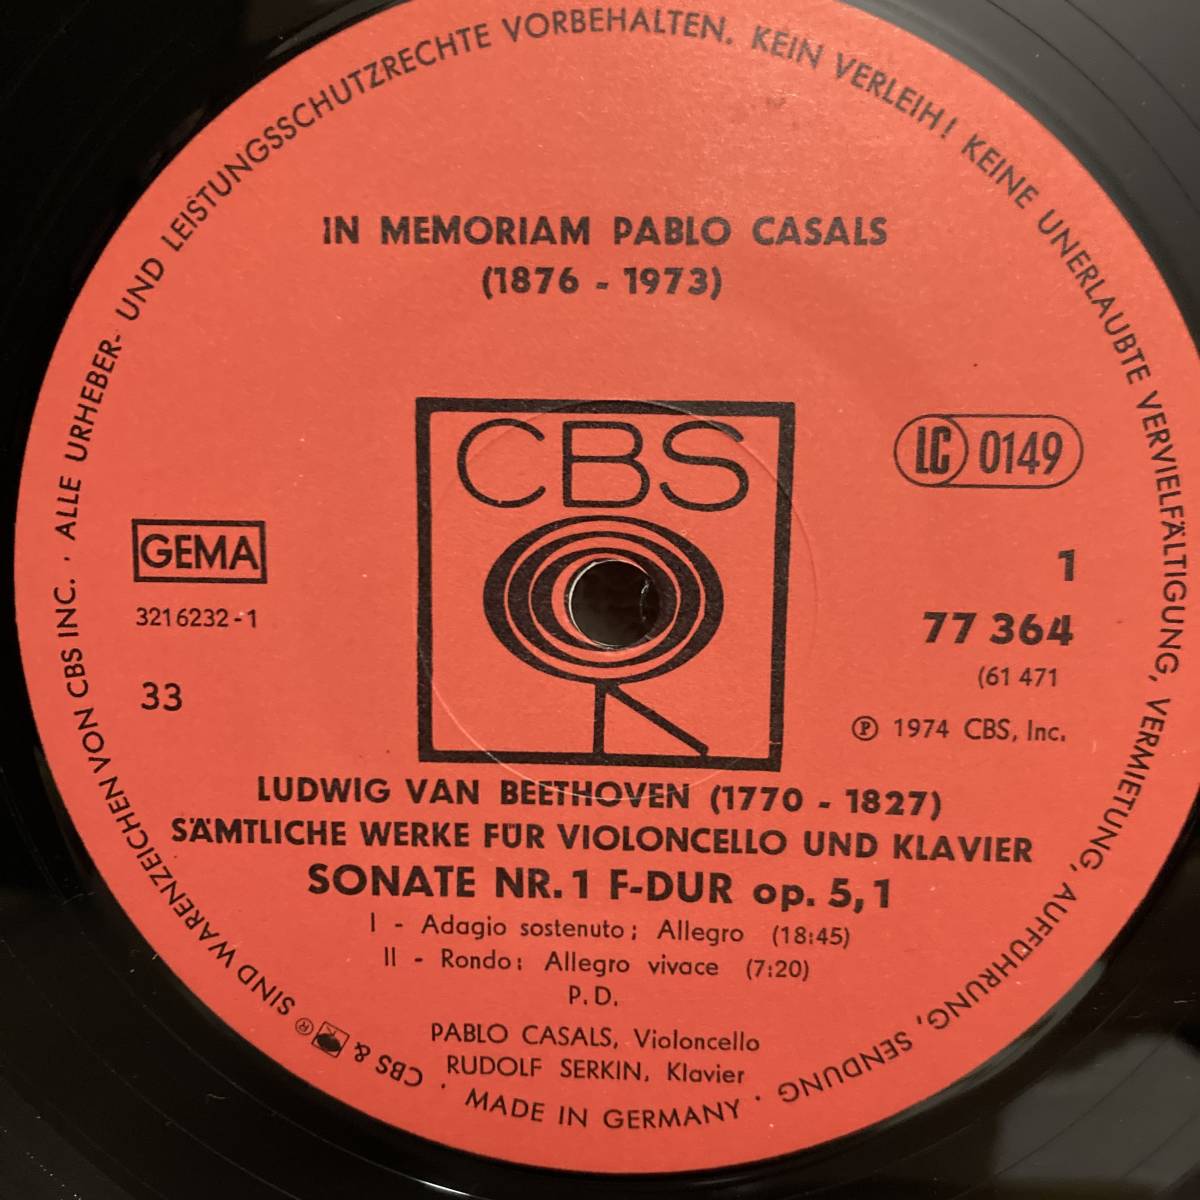 ALLE URHEBER- UND LEISTUNGSSCHUTZRECHTE VORBEHALTEN. KEIN VERLEIH! KEINE UNERLAUBTE VERVIELFÄLTIGUNG, VERMIETUNG, AUFFÜHRUNG, SENDUNG ·
IN MEMORIAM PABLO CASALS
(1876 - 1973)
CBS
LC 0149
GEMA
3216232-1
33
1
77 364
(61 471
℗ 1974 CBS, Inc.
LUDWIG VAN BEETHOVEN (1770 - 1827)
SÄMTLICHE WERKE FÜR VIOLONCELLO UND KLAVIER
SONATE NR. 1 F-DUR op. 5, 1
I - Adagio sostenuto; Allegro (18:45)
II - Rondo: Allegro vivace (7:20)
P.D.
PABLO CASALS, Violoncello
RUDOLF SERKIN, Klavier
· MADE IN GERMANY ·
CBS & ® SIND WARENZEICHEN VON CBS INC. ·